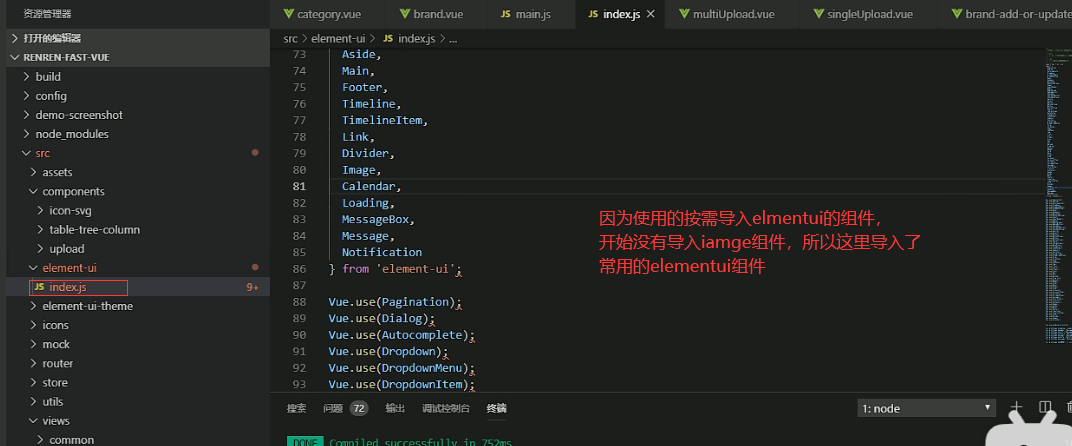 资源管理器
category.vue
brand.vue
JS main.js
JS index.js
multiUpload.vue
singleUpload.vue
brand-add-or-update
打开的编辑器
src > element-ui > JS index.js > ...
RENREN-FAST-VUE
build
config
demo-screenshot
node_modules
src
assets
components
icon-svg
table-tree-column
upload
element-ui
JS index.js 9+
element-ui-theme
icons
mock
router
store
utils
views
common
73 Aside,
74 Main,
75 Footer,
76 Timeline,
77 TimelineItem,
78 Link,
79 Divider,
80 Image,
81 Calendar,
82 Loading,
83 MessageBox,
84 Message,
85 Notification
86 } from 'element-ui';
87
88 Vue.use(Pagination);
89 Vue.use(Dialog);
90 Vue.use(Autocomplete);
91 Vue.use(Dropdown);
92 Vue.use(DropdownMenu);
93 Vue.use(DropdownItem);
因为使用的按需导入elmentui的组件，
开始没有导入iamge组件，所以这里导入了
常用的elementui组件
搜索 问题 72 输出 调试控制台 终端 1: node
DONE Compiled successfully in 752ms